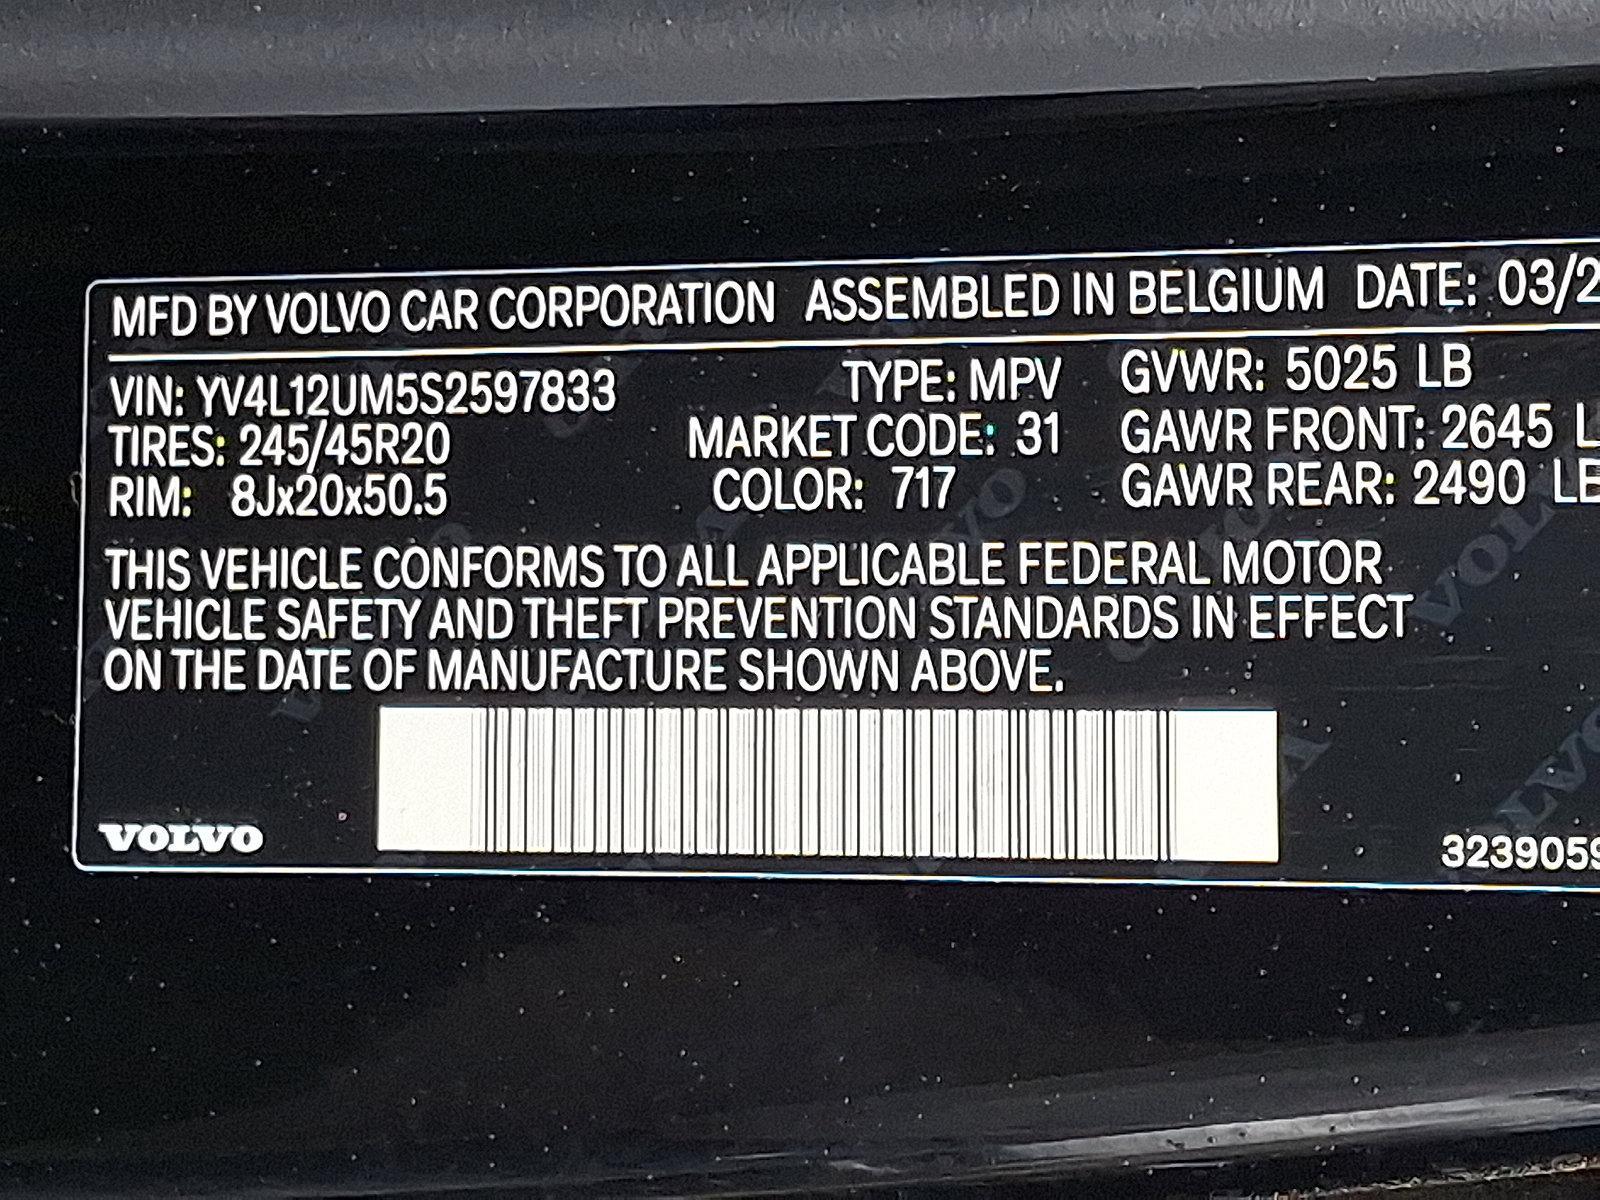 MFD BY VOLVO CAR CORPORATION ASSEMBLED IN BELGIUM DATE: 03/2
VIN: YV4L12UM5S2597833 TYPE: MPV GVWR: 5025 LB
TIRES: 245/45R20 MARKET CODE: 31 GAWR FRONT: 2645 L
RIM: 8Jx20x50.5 COLOR: 717 GAWR REAR: 2490 LB
THIS VEHICLE CONFORMS TO ALL APPLICABLE FEDERAL MOTOR
VEHICLE SAFETY AND THEFT PREVENTION STANDARDS IN EFFECT
ON THE DATE OF MANUFACTURE SHOWN ABOVE.
VOLVO
3239059